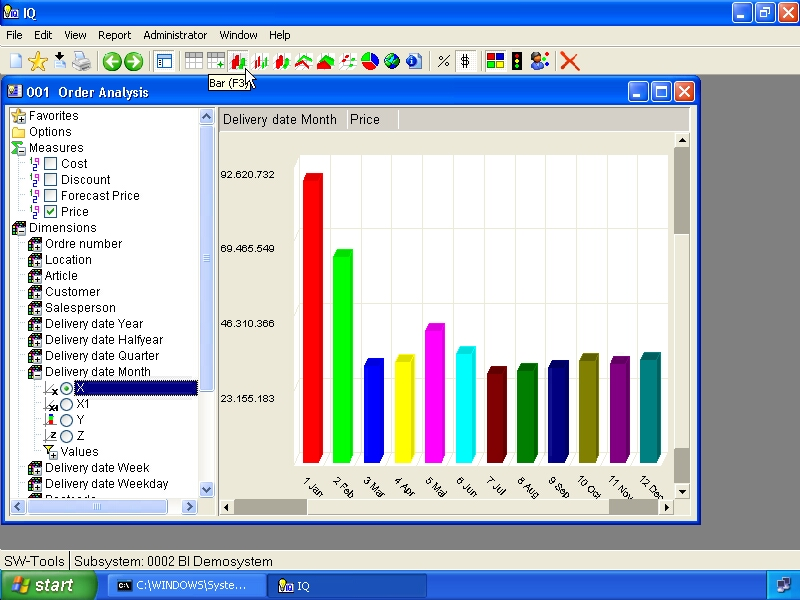 IQ
File Edit View Report Administrator Window Help
Bar (F3)
001 Order Analysis
Favorites
Options
Measures
Cost
Discount
Forecast Price
Price
Dimensions
Ordre number
Location
Article
Customer
Salesperson
Delivery date Year
Delivery date Halfyear
Delivery date Quarter
Delivery date Month
X
X1
Y
Z
Values
Delivery date Week
Delivery date Weekday
Delivery date Month Price
92.620.732
69.465.549
46.310.366
23.155.183
1 Jan 2 Feb 3 Mar 4 Apr 5 Maj 6 Jun 7 Jul 8 Aug 9 Sep 10 Oct 11 Nov 12 Dec
SW-Tools Subsystem: 0002 BI Demosystem
start C:\WINDOWS\Syste... IQ